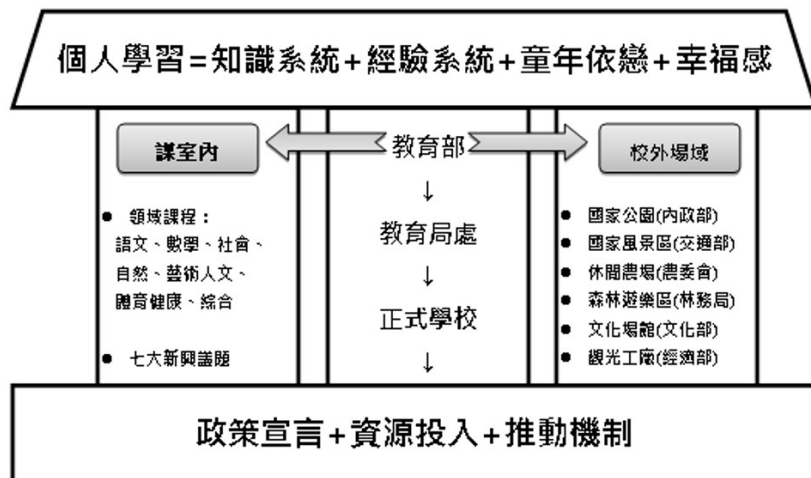 個人學習=知識系統+經驗系統+童年依戀+幸福感
課室內
● 領域課程：
語文、數學、社會、
自然、藝術人文、
體育健康、綜合
● 七大新興議題
教育部
↓
教育局處
↓
正式學校
↓
校外場域
● 國家公園(內政部)
● 國家風景區(交通部)
● 休閒農場(農委會)
● 森林遊樂區(林務局)
● 文化場館(文化部)
● 觀光工廠(經濟部)
政策宣言+資源投入+推動機制